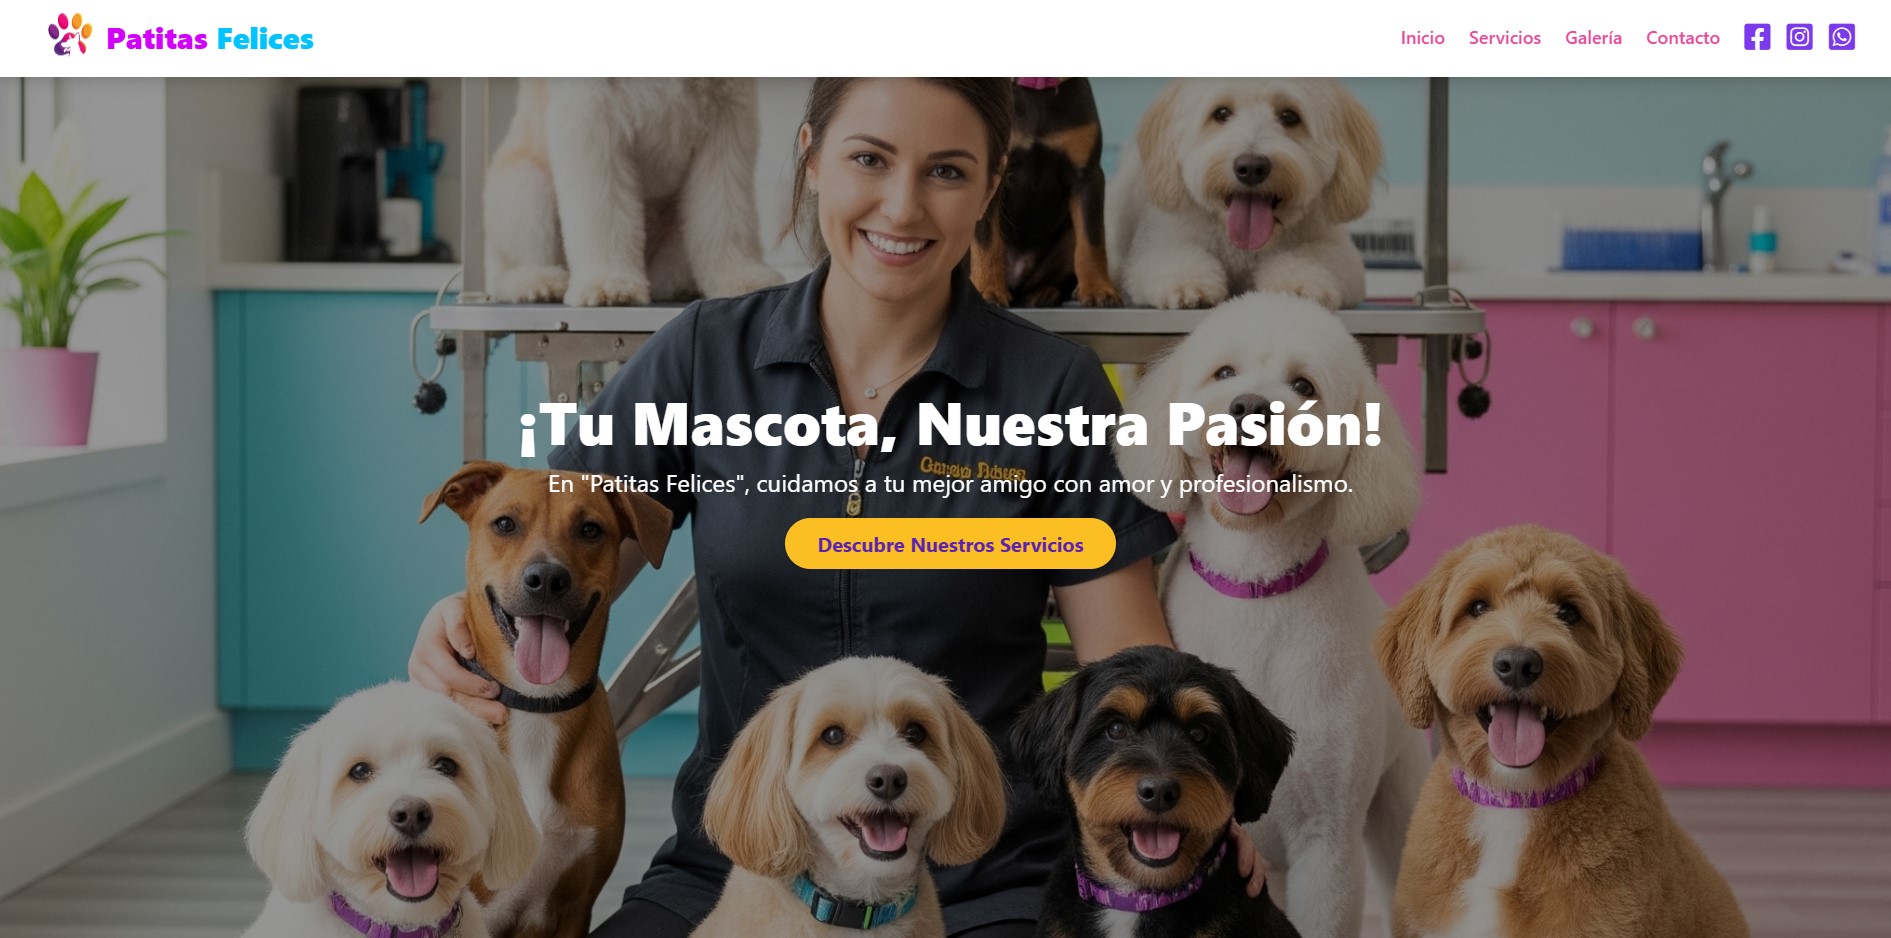 Patitas Felices
Inicio Servicios Galería Contacto
¡Tu Mascota, Nuestra Pasión!
En "Patitas Felices", cuidamos a tu mejor amigo con amor y profesionalismo.
Descubre Nuestros Servicios